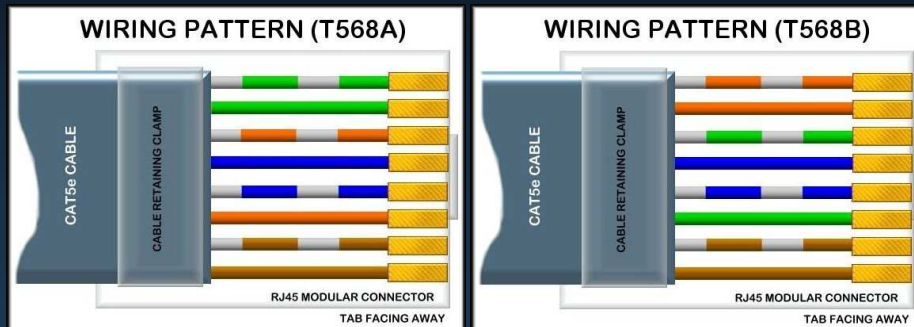 WIRING PATTERN (T568A)
CAT5e CABLE
CABLE RETAINING CLAMP
RJ45 MODULAR CONNECTOR
TAB FACING AWAY
WIRING PATTERN (T568B)
CAT5e CABLE
CABLE RETAINING CLAMP
RJ45 MODULAR CONNECTOR
TAB FACING AWAY